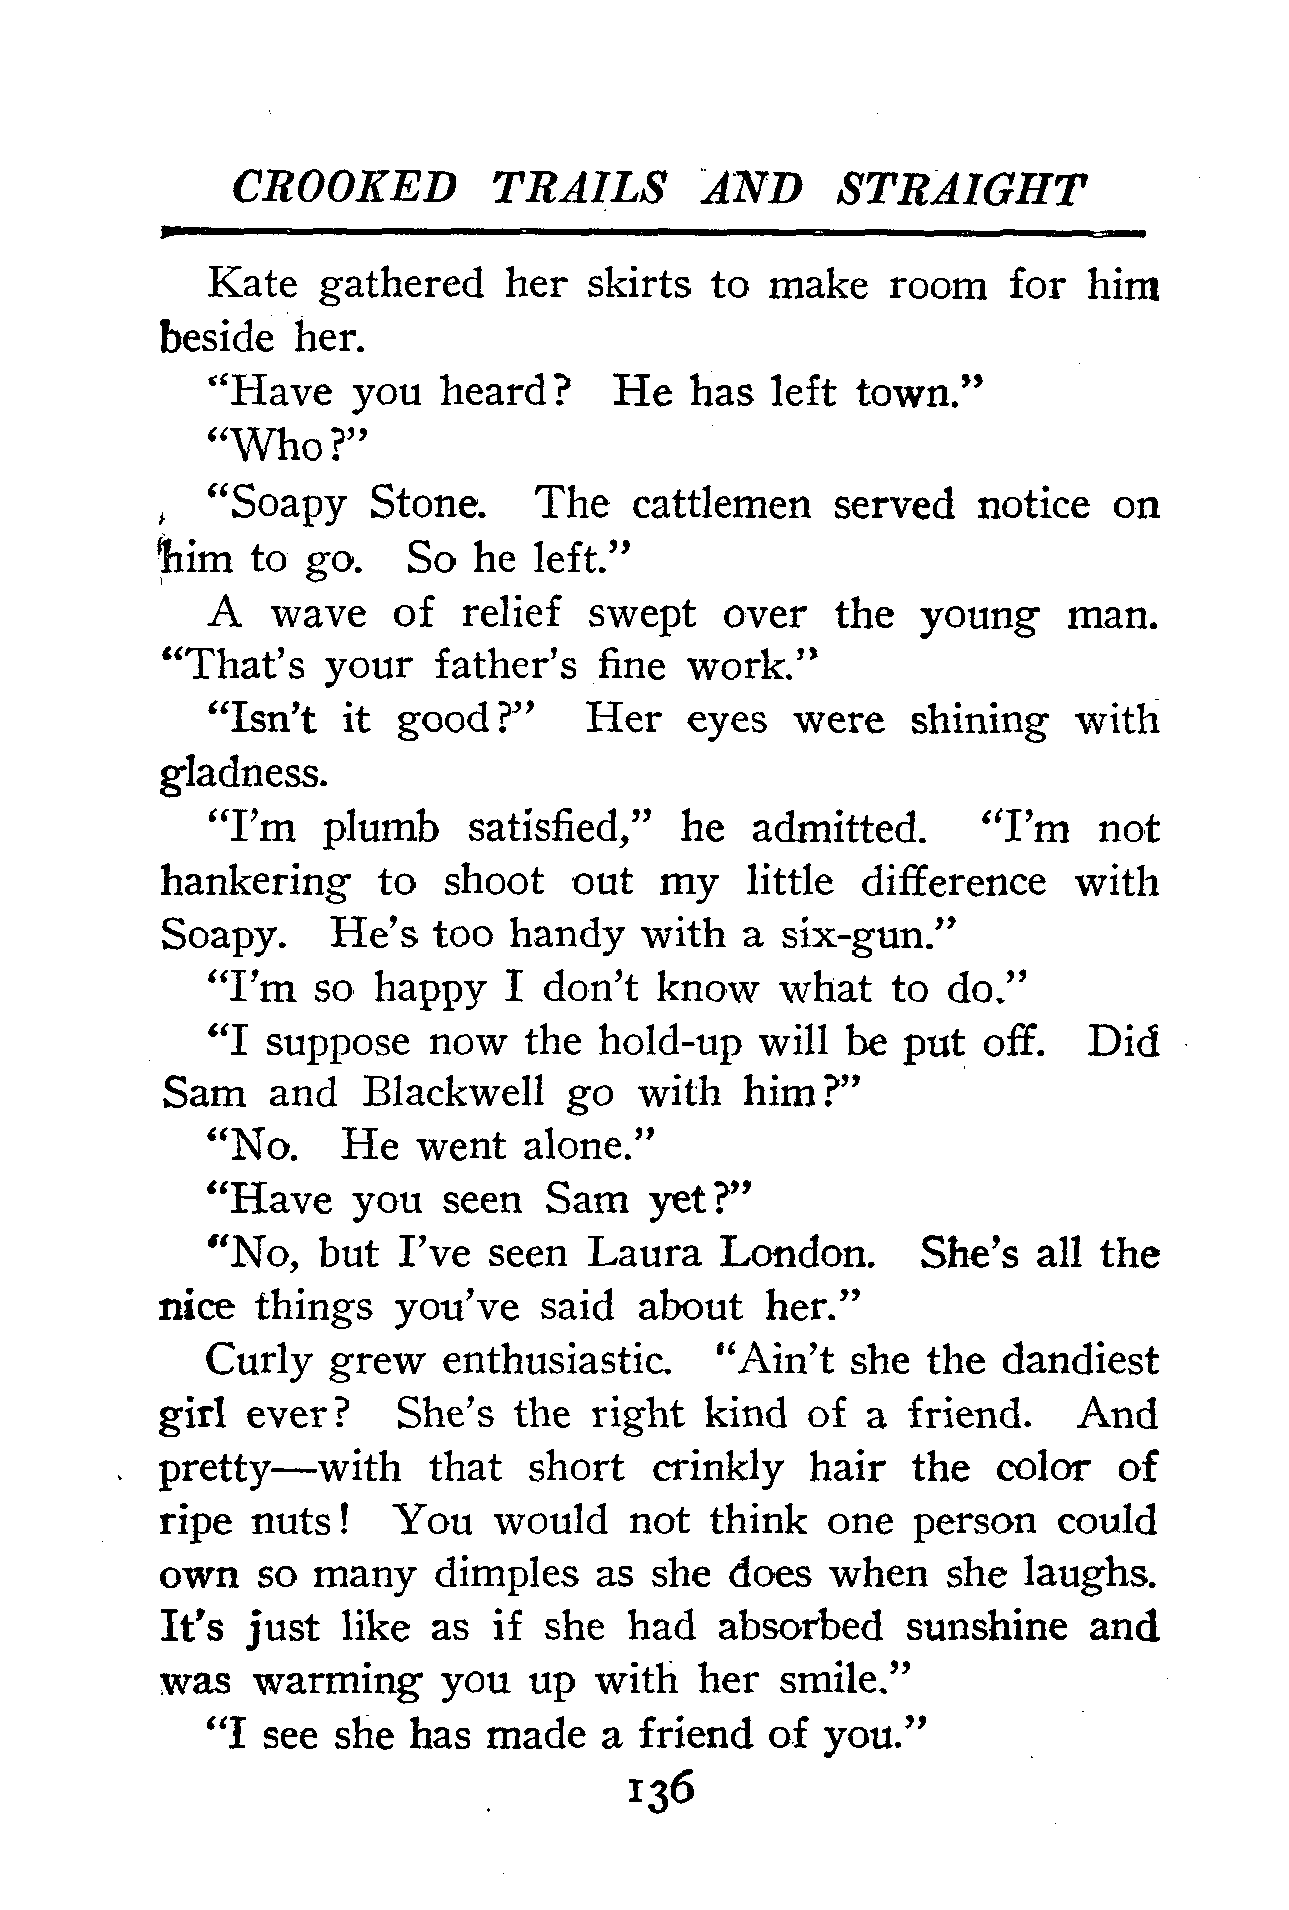 CROOKED TRAILS AND STRAIGHT
Kate gathered her skirts to make room for him
beside her.
"Have you heard? He has left town."
"Who?"
"Soapy Stone. The cattlemen served notice on
him to go. So he left."
A wave of relief swept over the young man.
"That's your father's fine work."
"Isn't it good?" Her eyes were shining with
gladness.
"I'm plumb satisfied," he admitted. "I'm not
hankering to shoot out my little difference with
Soapy. He's too handy with a six-gun."
"I'm so happy I don't know what to do."
"I suppose now the hold-up will be put off. Did
Sam and Blackwell go with him?"
"No. He went alone."
"Have you seen Sam yet?"
"No, but I've seen Laura London. She's all the
nice things you've said about her."
Curly grew enthusiastic. "Ain't she the dandiest
girl ever? She's the right kind of a friend. And
pretty—with that short crinkly hair the color of
ripe nuts! You would not think one person could
own so many dimples as she does when she laughs.
It's just like as if she had absorbed sunshine and
was warming you up with her smile."
"I see she has made a friend of you."
136